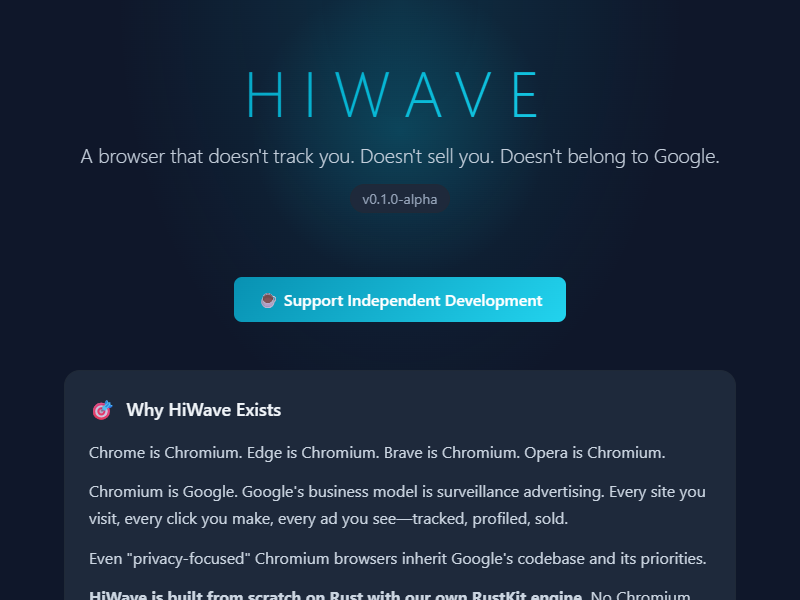 HIWAVE
A browser that doesn't track you. Doesn't sell you. Doesn't belong to Google.
v0.1.0-alpha
Support Independent Development
Why HiWave Exists
Chrome is Chromium. Edge is Chromium. Brave is Chromium. Opera is Chromium.
Chromium is Google. Google's business model is surveillance advertising. Every site you
visit, every click you make, every ad you see—tracked, profiled, sold.
Even "privacy-focused" Chromium browsers inherit Google's codebase and its priorities.
HiWave is built from scratch on Rust with our own RustKit engine. No Chromium